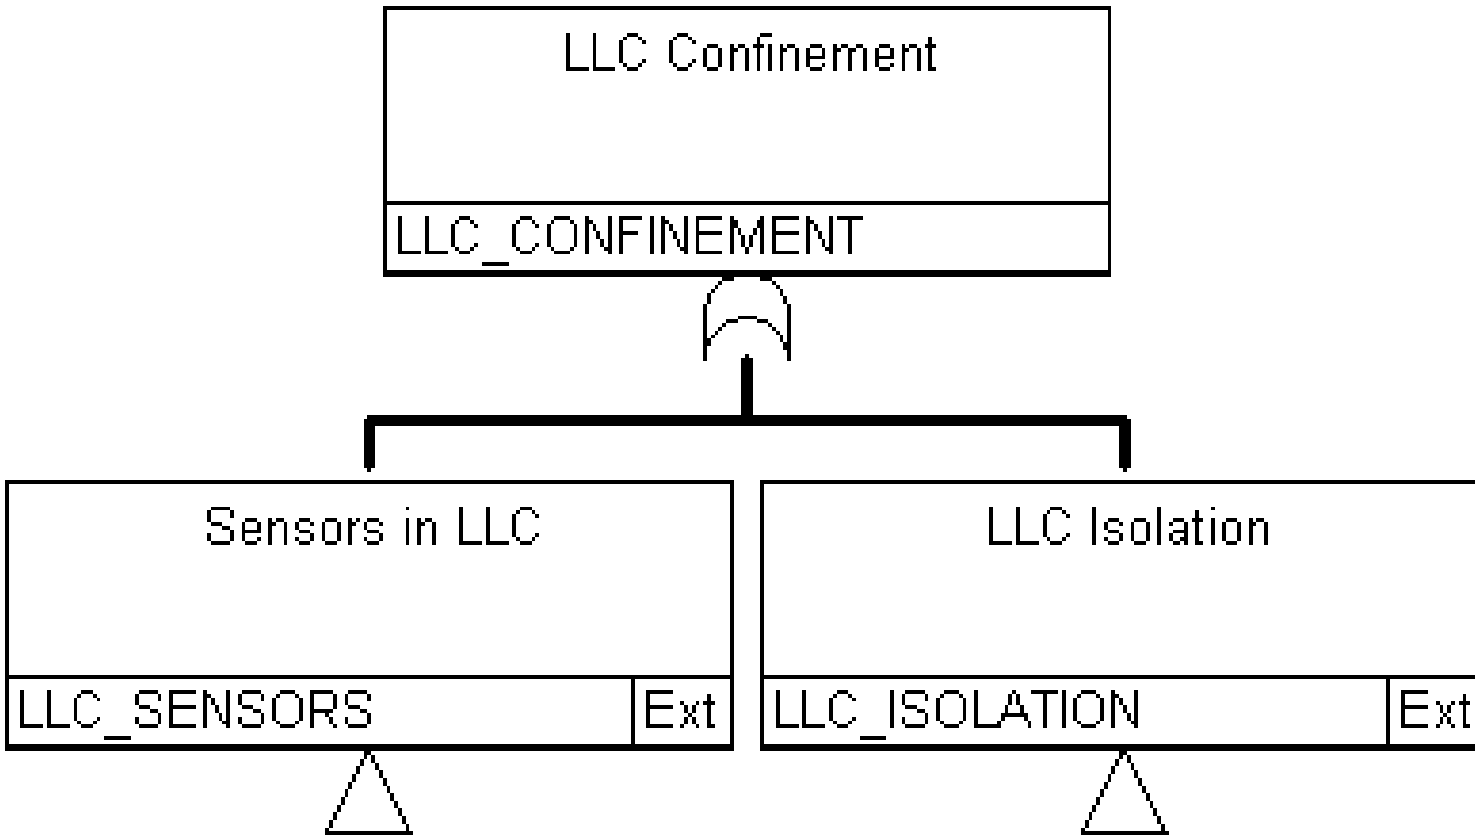 LLC Confinement
LLC_CONFINEMENT
Sensors in LLC
LLC_SENSORS Ext
LLC Isolation
LLC_ISOLATION Ext